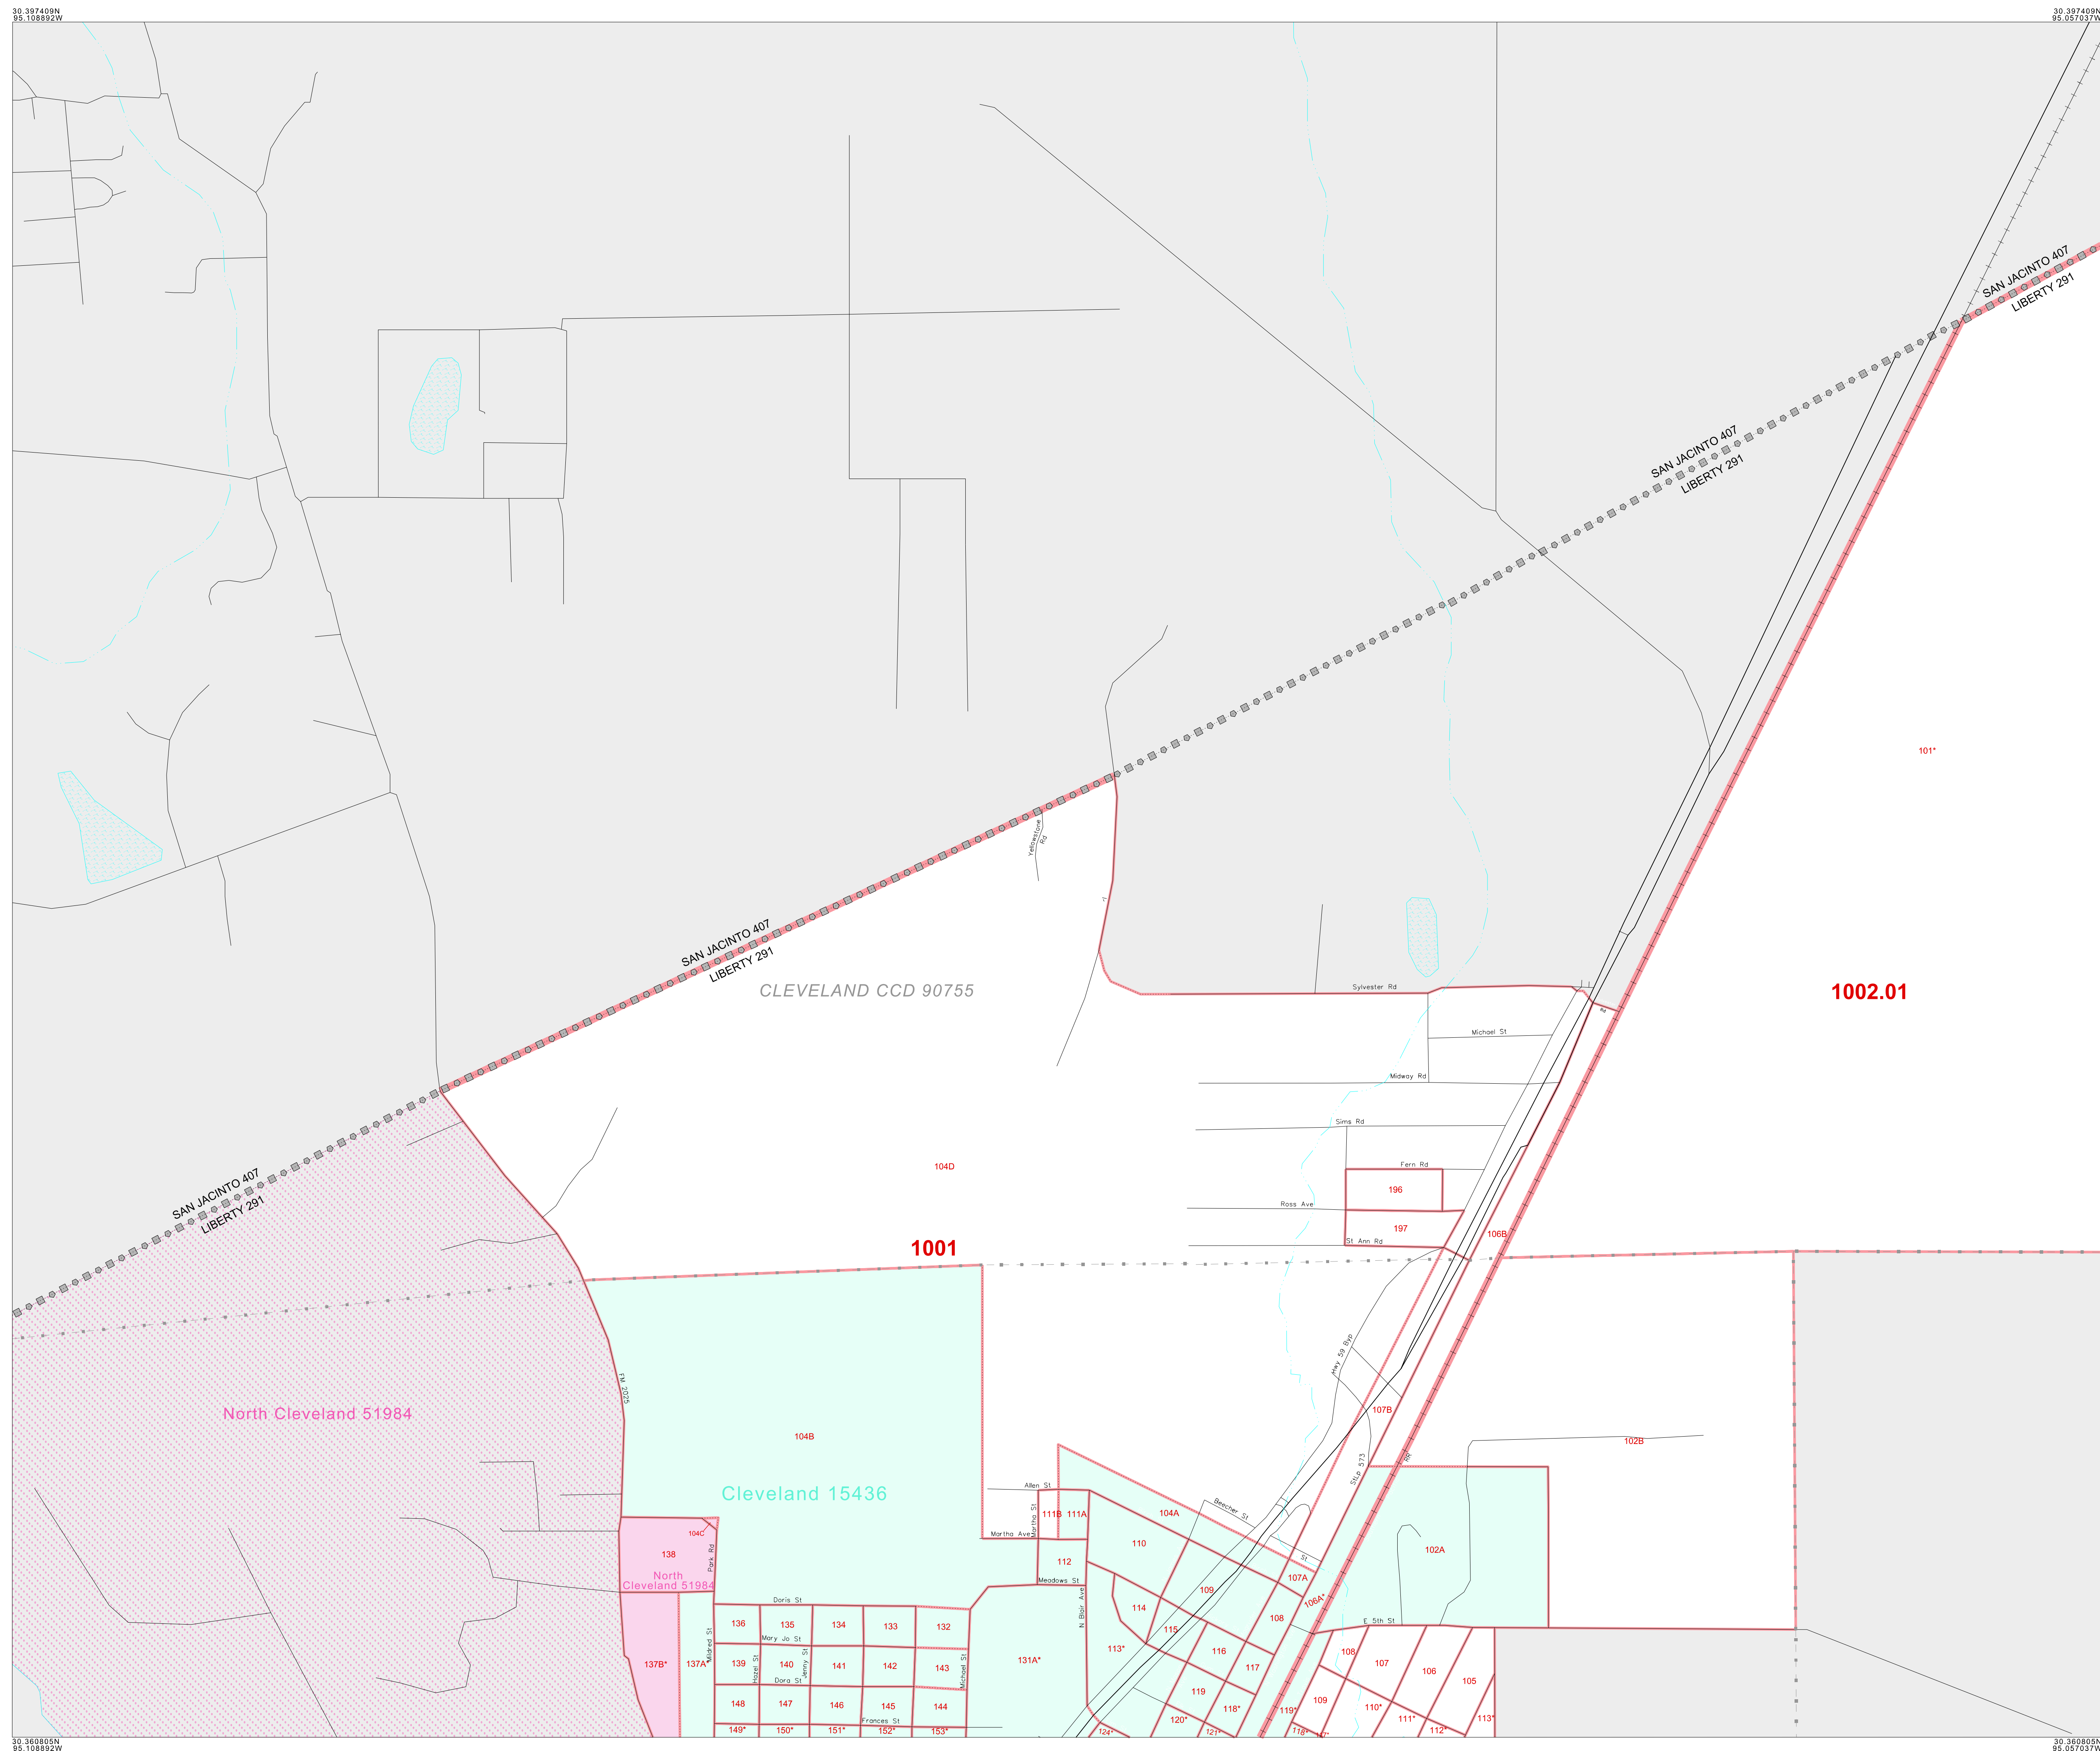 30.397409N
95.108892W
30.397409N
95.057037W
SAN JACINTO 407
LIBERTY 291
SAN JACINTO 407
LIBERTY 291
101*
Yellowstone
Rd
SAN JACINTO 407
LIBERTY 291
CLEVELAND CCD 90755
1002.01
Sylvester Rd
Rd
Michael St
Midway Rd
Sims Rd
104D
Fern Rd
196
SAN JACINTO 407
LIBERTY 291
Ross Ave
197
106B
St Ann Rd
1001
Hwy 59 Byp
FM 2025
North Cleveland 51984
107B
104B
102B
RR
StLp 573
Cleveland 15436
Allen St
Martha St
111B
111A
104A
Beecher St
St
104C
Martha Ave
110
102A
Park Rd
138
North
Cleveland 51984
112
Meadows St
107A
109
106A*
Doris St
N Blair Ave
114
108
E 5th St
136
135
134
133
132
115
Mary Jo St
Mildred St
113*
116
108
107
106
137B*
137A*
139
140
141
142
143
131A*
117
105
Hazel St
Jenny St
Michael St
Dora St
119
118*
119*
109
110*
148
147
146
145
144
111*
113*
Frances St
120*
149*
150*
151*
152*
153*
124*
121*
118*
112*
30.360805N
95.108892W
30.360805N
95.057037W